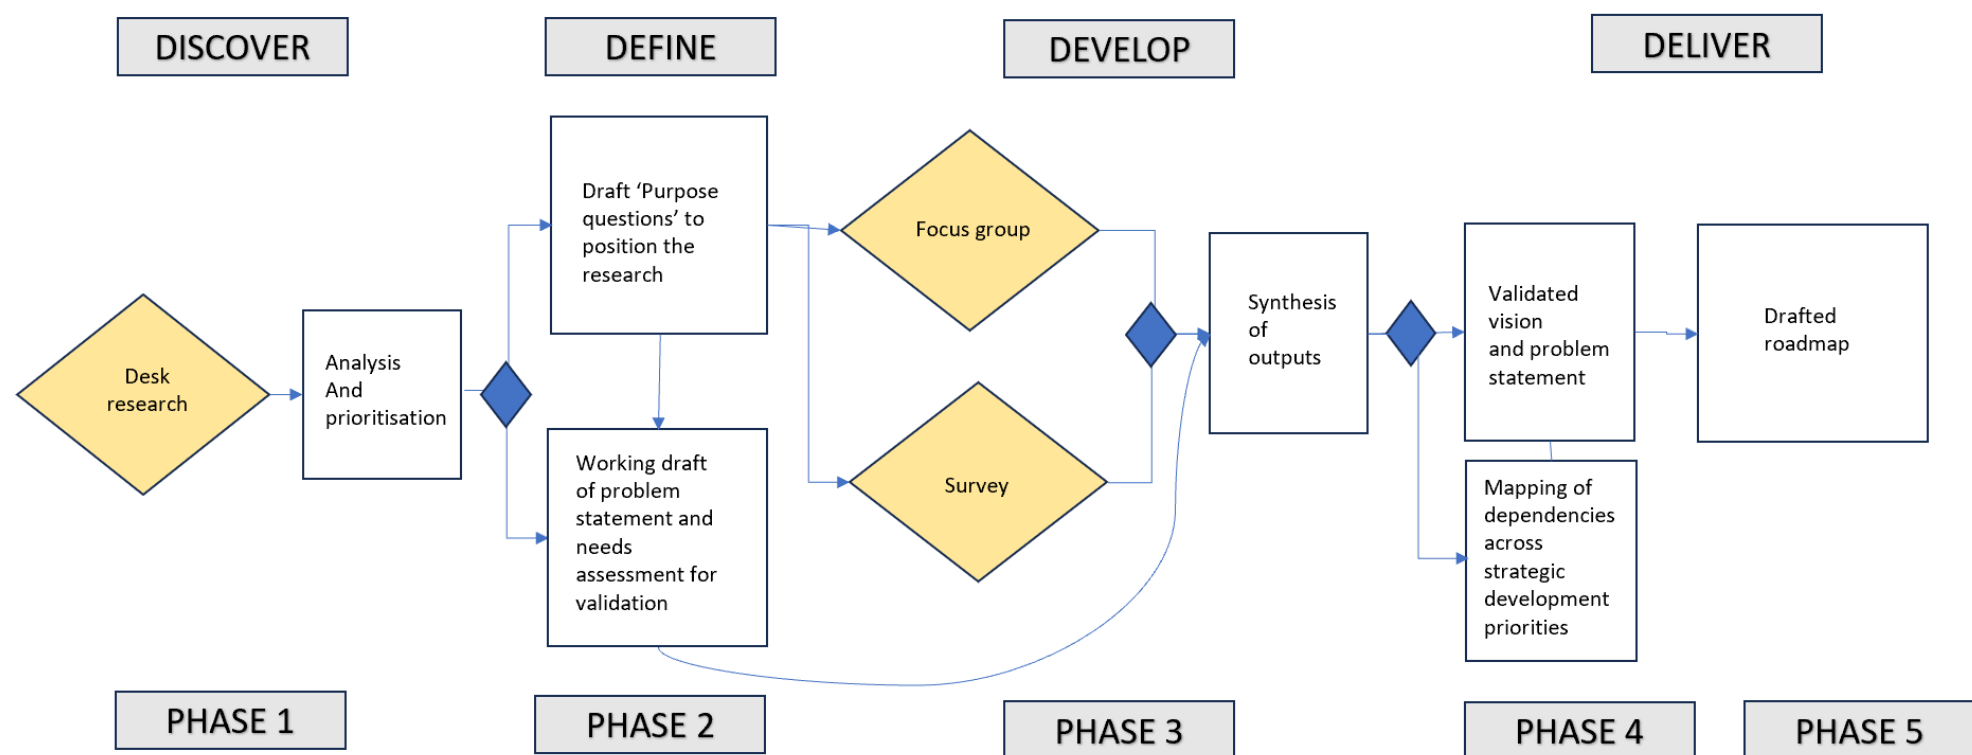 DISCOVER
DEFINE
DEVELOP
DELIVER
Desk
research
Analysis
And
prioritisation
Draft ‘Purpose
questions’ to
position the
research
Working draft
of problem
statement and
needs
assessment for
validation
Focus group
Survey
Synthesis
of
outputs
Validated
vision
and problem
statement
Mapping of
dependencies
across
strategic
development
priorities
Drafted
roadmap
PHASE 1
PHASE 2
PHASE 3
PHASE 4
PHASE 5